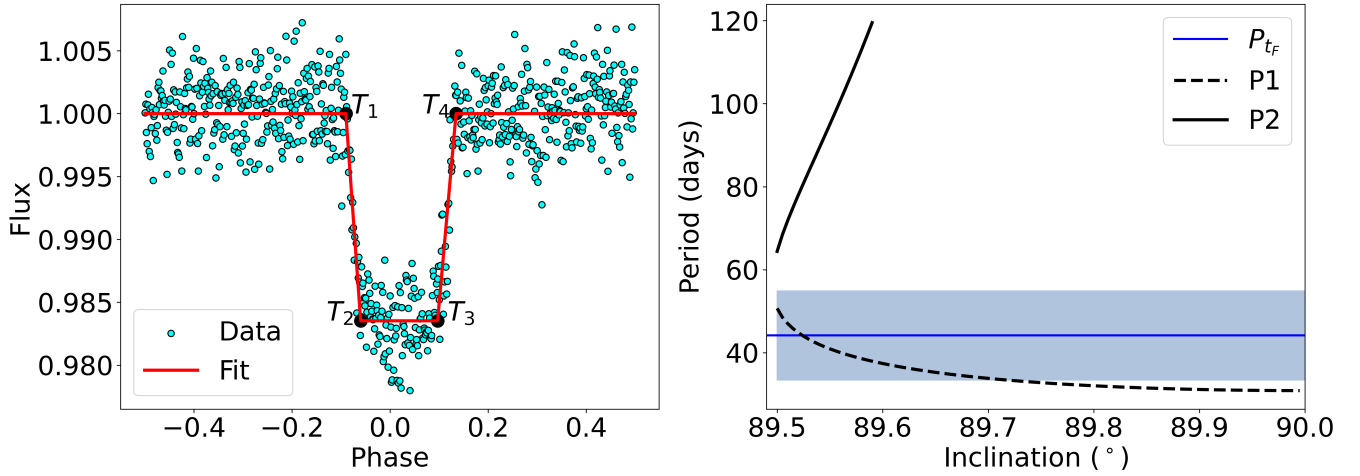 1.005
1.000
0.995
0.990
0.985
0.980
Flux
−0.4
−0.2
0.0
0.2
0.4
Phase
T₁
T₄
T₂
T₃
Data
Fit
120
100
80
60
40
Period (days)
89.5
89.6
89.7
89.8
89.9
90.0
Inclination (°)
P_{t_F}
P1
P2